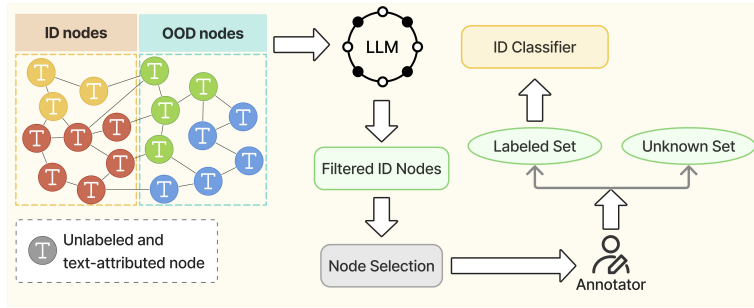 ID nodes
OOD nodes
LLM
ID Classifier
Labeled Set
Unknown Set
Filtered ID Nodes
Node Selection
Annotator
T
Unlabeled and
text-attributed node